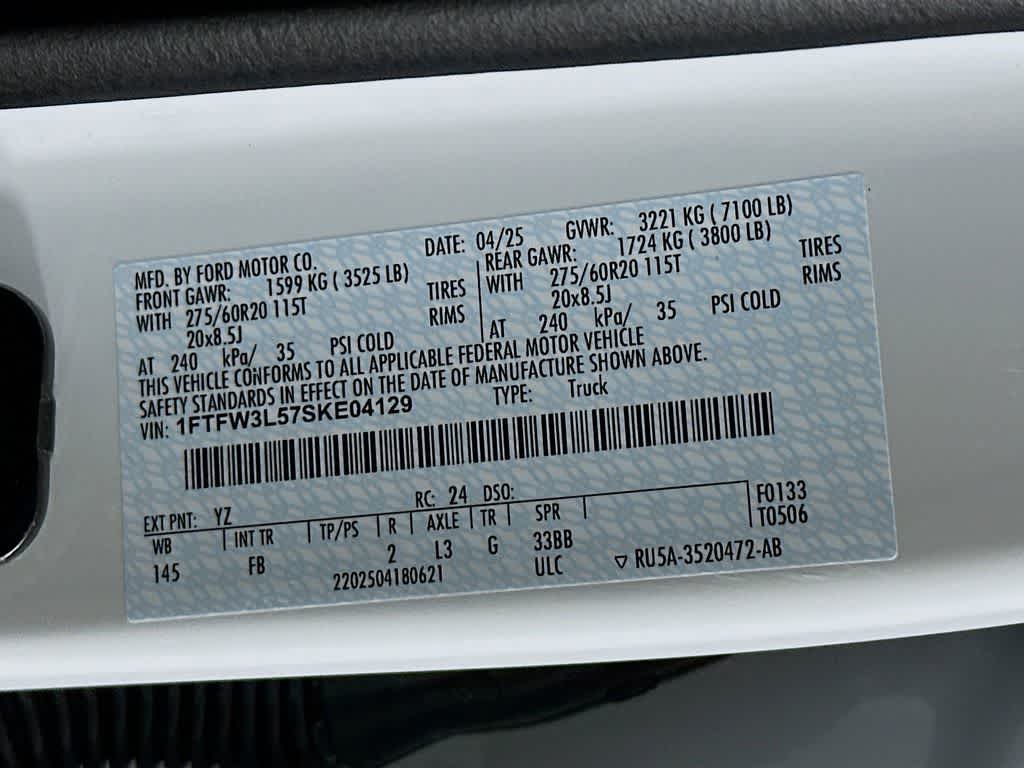 MFD. BY FORD MOTOR CO.
DATE: 04/25 GVWR: 3221 KG ( 7100 LB)
FRONT GAWR: 1599 KG ( 3525 LB)
WITH 275/60R20 115T TIRES
20x8.5J RIMS
AT 240 kPa/ 35 PSI COLD
REAR GAWR: 1724 KG ( 3800 LB)
WITH 275/60R20 115T TIRES
20x8.5J RIMS
AT 240 kPa/ 35 PSI COLD
THIS VEHICLE CONFORMS TO ALL APPLICABLE FEDERAL MOTOR VEHICLE
SAFETY STANDARDS IN EFFECT ON THE DATE OF MANUFACTURE SHOWN ABOVE.
VIN: 1FTFW3L57SKE04129 TYPE: Truck
EXT PNT: YZ RC: 24 DSO: F0133
WB INT TR TP/PS R AXLE TR SPR T0506
145 FB 2 L3 G 33BB
2202504180621 ULC ▽ RU5A-3520472-AB